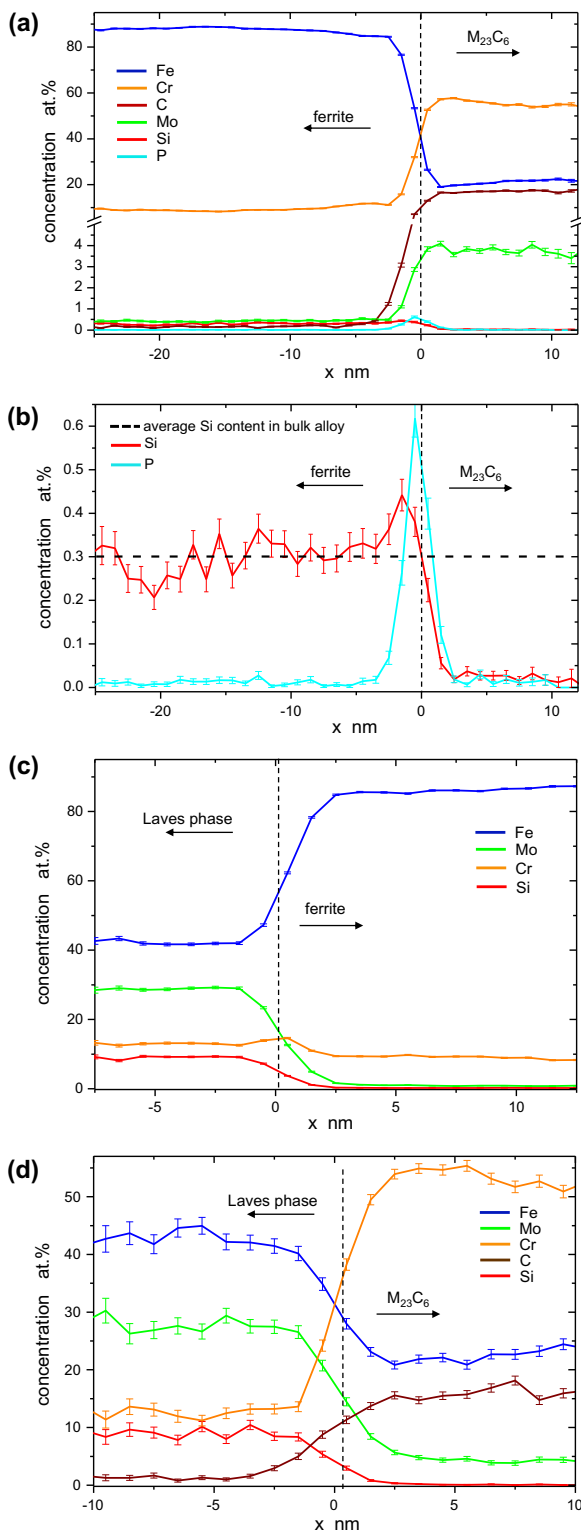 (a)
80
60
40
20
4
3
2
1
0
concentration at.%
Fe
Cr
C
Mo
Si
P
ferrite
M23C6
-20 -10 0 10
x nm
(b)
0.6
0.5
0.4
0.3
0.2
0.1
0.0
concentration at.%
average Si content in bulk alloy
Si
P
ferrite
M23C6
-20 -10 0 10
x nm
(c)
80
60
40
20
0
concentration at.%
Laves phase
ferrite
Fe
Mo
Cr
Si
-5 0 5 10
x nm
(d)
50
40
30
20
10
0
concentration at.%
Laves phase
M23C6
Fe
Mo
Cr
C
Si
-10 -5 0 5 10
x nm